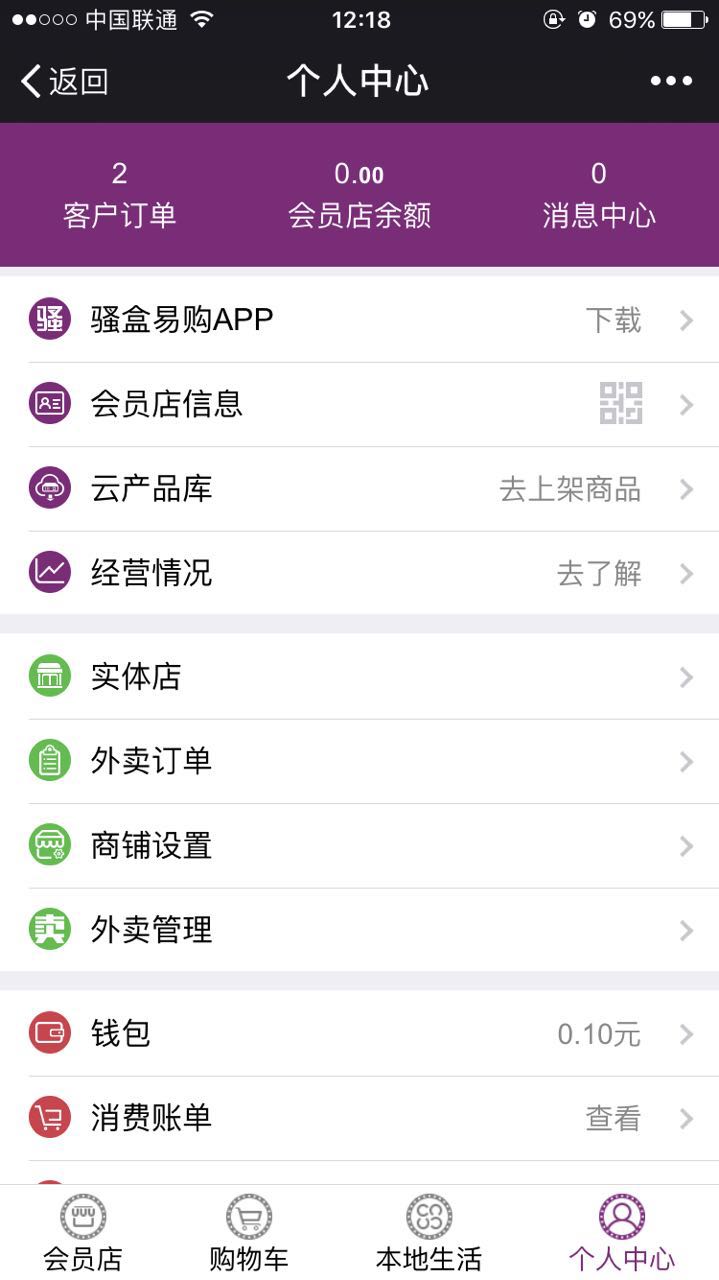 中国联通 12:18 69%
返回 个人中心
2 0.00 0
客户订单 会员店余额 消息中心
骚 骚盒易购APP 下载
会员店信息
云产品库 去上架商品
经营情况 去了解
实体店
外卖订单
商铺设置
卖 外卖管理
钱包 0.10元
消费账单 查看
会员店 购物车 本地生活 个人中心